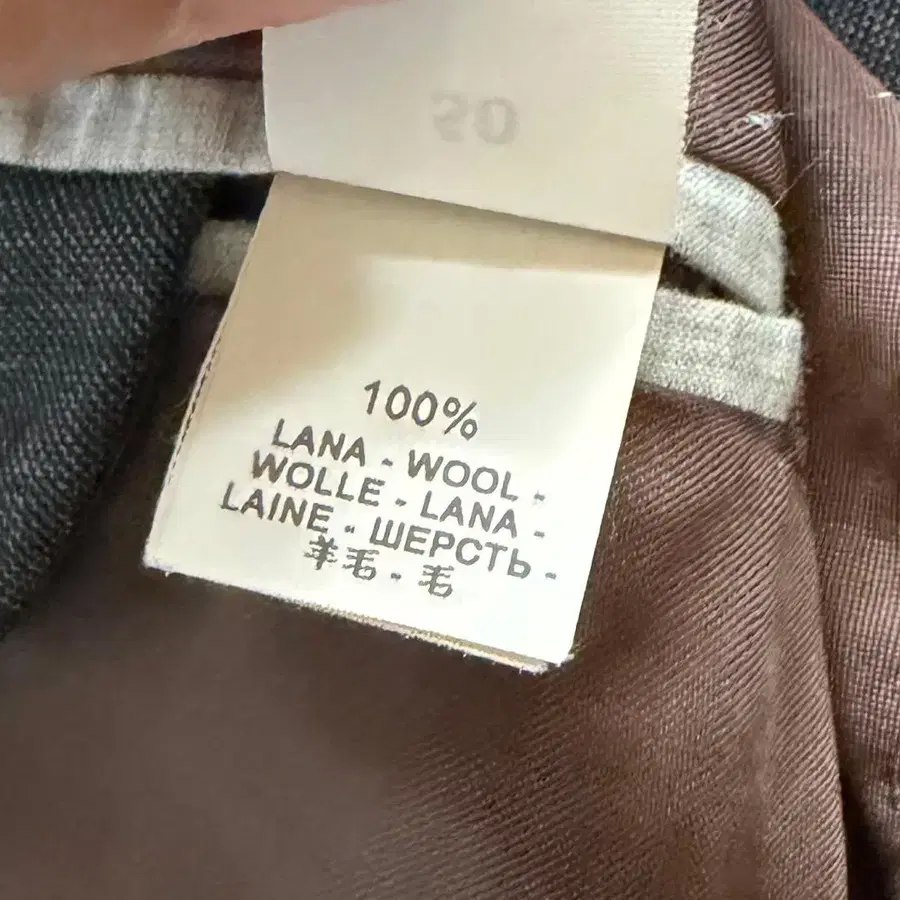 50
100%
LANA - WOOL -
WOLLE - LANA -
LAINE - ШЕРСТЬ -
羊毛 - 毛